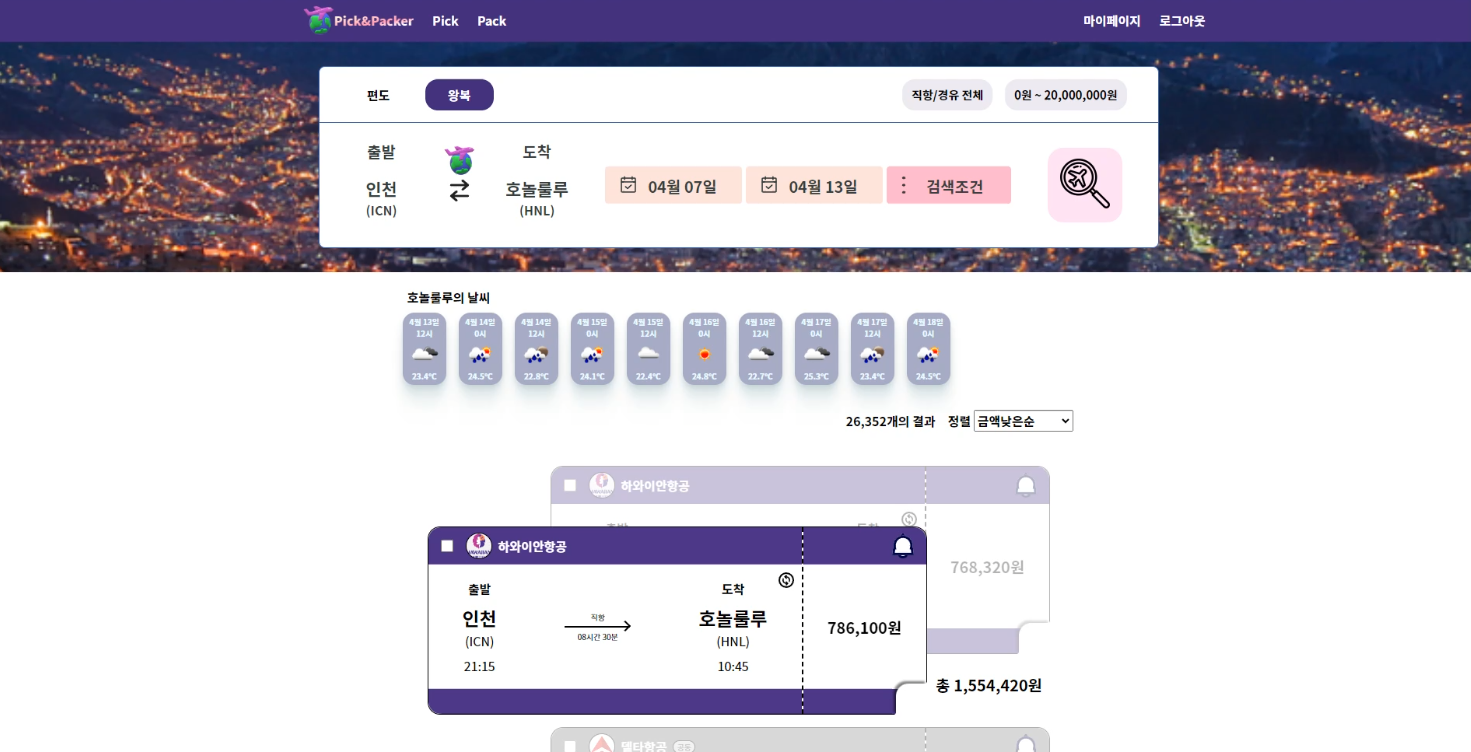 Pick&Packer Pick Pack 마이페이지 로그아웃
편도 왕복 직항/경유 전체 0원 ~ 20,000,000원
출발 도착
인천 호놀룰루 04월 07일 04월 13일 검색조건
(ICN) (HNL)
호놀룰루의 날씨
4월 13일 4월 14일 4월 14일 4월 15일 4월 15일 4월 16일 4월 16일 4월 17일 4월 17일 4월 18일
12시 0시 12시 0시 12시 0시 12시 0시 12시 0시
23.4℃ 24.5℃ 22.8℃ 24.1℃ 22.4℃ 24.8℃ 22.7℃ 25.3℃ 23.4℃ 24.5℃
26,352개의 결과 정렬 금액낮은순
하와이안항공
출발 도착
768,320원
하와이안항공
출발 도착
인천 직항 호놀룰루
08시간 30분 786,100원
(ICN) (HNL)
21:15 10:45
총 1,554,420원
델타항공 공동